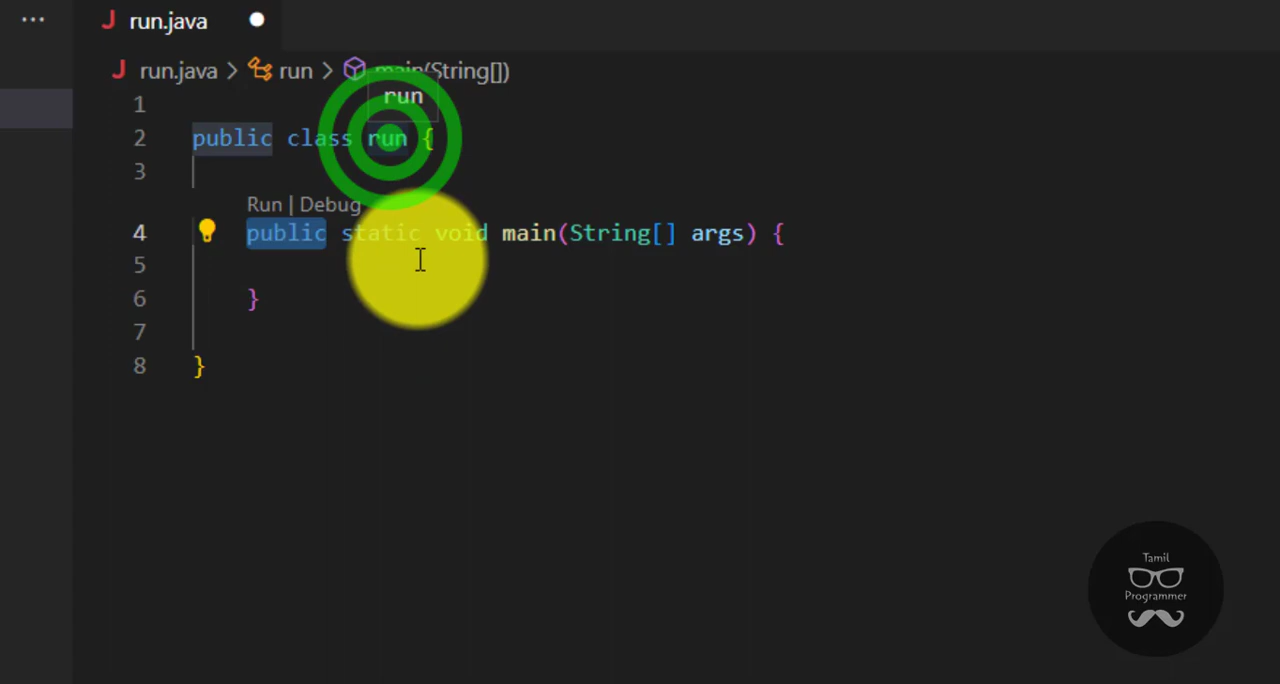 run.java
run.java > run > main(String[])
run
1
2 public class run {
3
Run | Debug
4 public static void main(String[] args) {
5
6 }
7
8 }
Tamil
Programmer